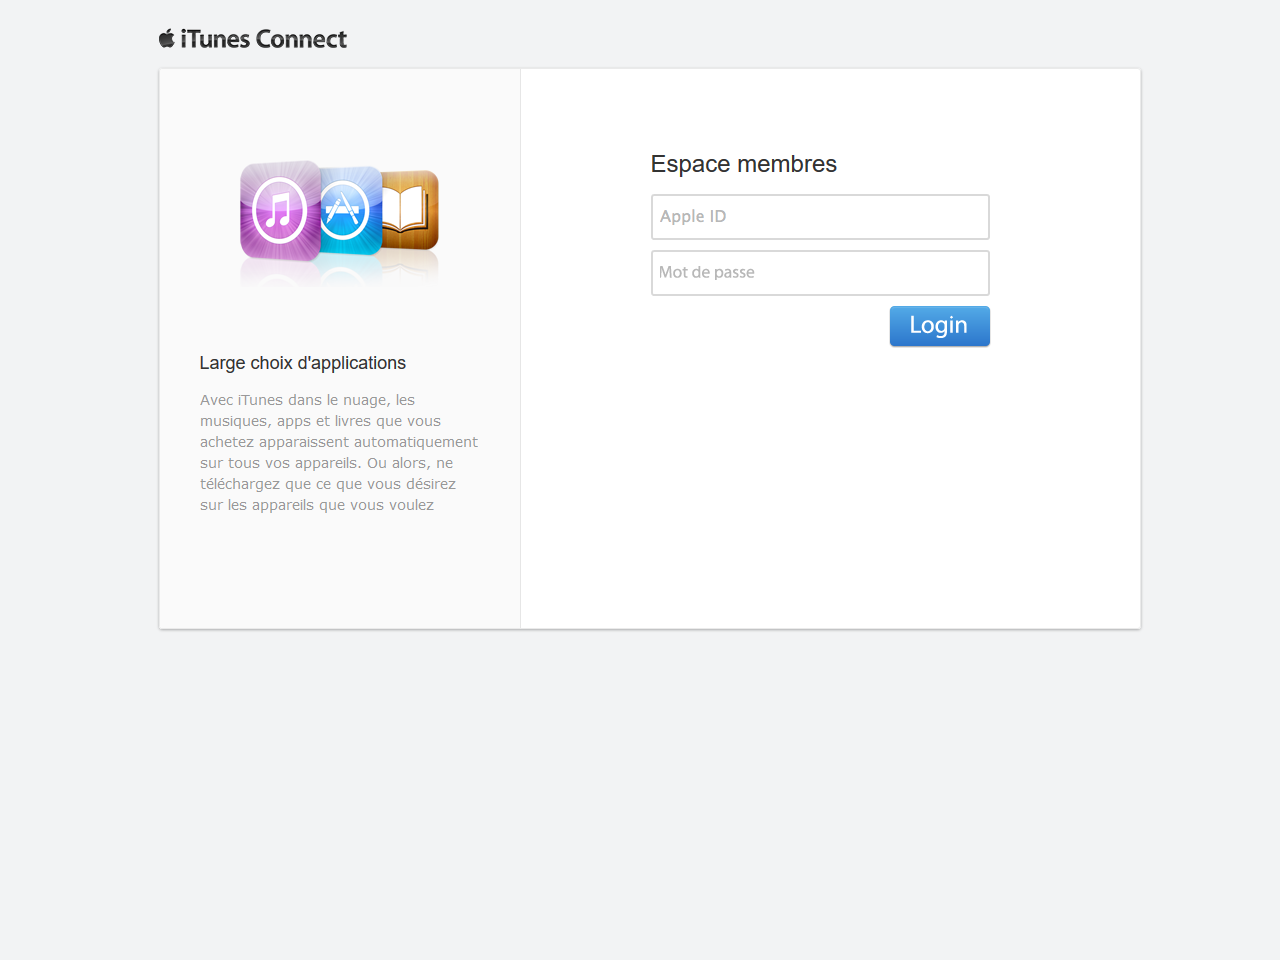 iTunes Connect
Espace membres
Apple ID
Mot de passe
Login
Large choix d'applications
Avec iTunes dans le nuage, les
musiques, apps et livres que vous
achetez apparaissent automatiquement
sur tous vos appareils. Ou alors, ne
téléchargez que ce que vous désirez
sur les appareils que vous voulez